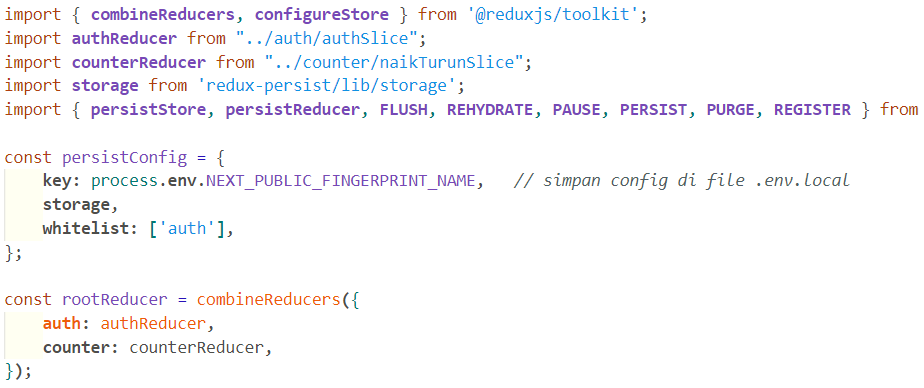 import { combineReducers, configureStore } from '@reduxjs/toolkit';
import authReducer from "../auth/authSlice";
import counterReducer from "../counter/naikTurunSlice";
import storage from 'redux-persist/lib/storage';
import { persistStore, persistReducer, FLUSH, REHYDRATE, PAUSE, PERSIST, PURGE, REGISTER } from
const persistConfig = {
key: process.env.NEXT_PUBLIC_FINGERPRINT_NAME, // simpan config di file .env.local
storage,
whitelist: ['auth'],
};
const rootReducer = combineReducers({
auth: authReducer,
counter: counterReducer,
});